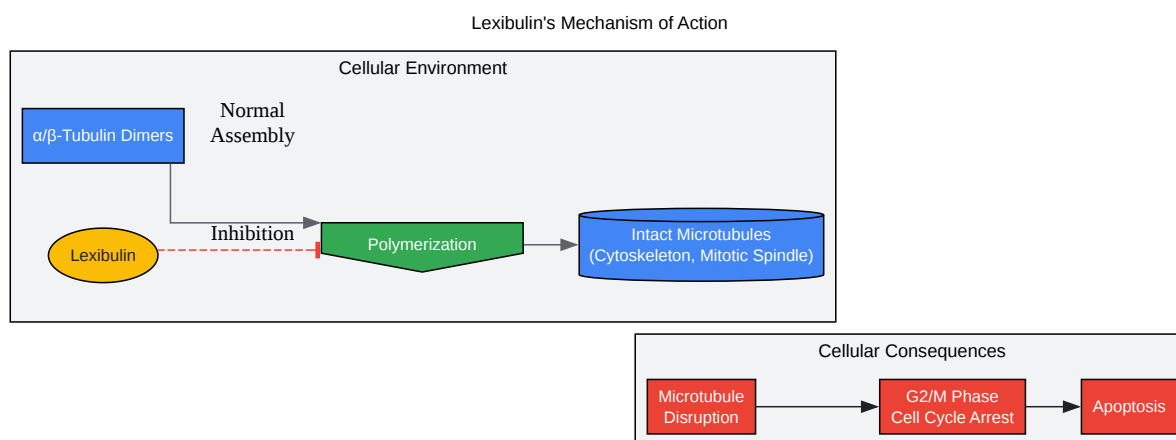 Lexibulin's Mechanism of Action
Cellular Environment
α/β-Tubulin Dimers
Normal
Assembly
Inhibition
Lexibulin
Polymerization
Intact Microtubules
(Cytoskeleton, Mitotic Spindle)
Cellular Consequences
Microtubule
Disruption
G2/M Phase
Cell Cycle Arrest
Apoptosis